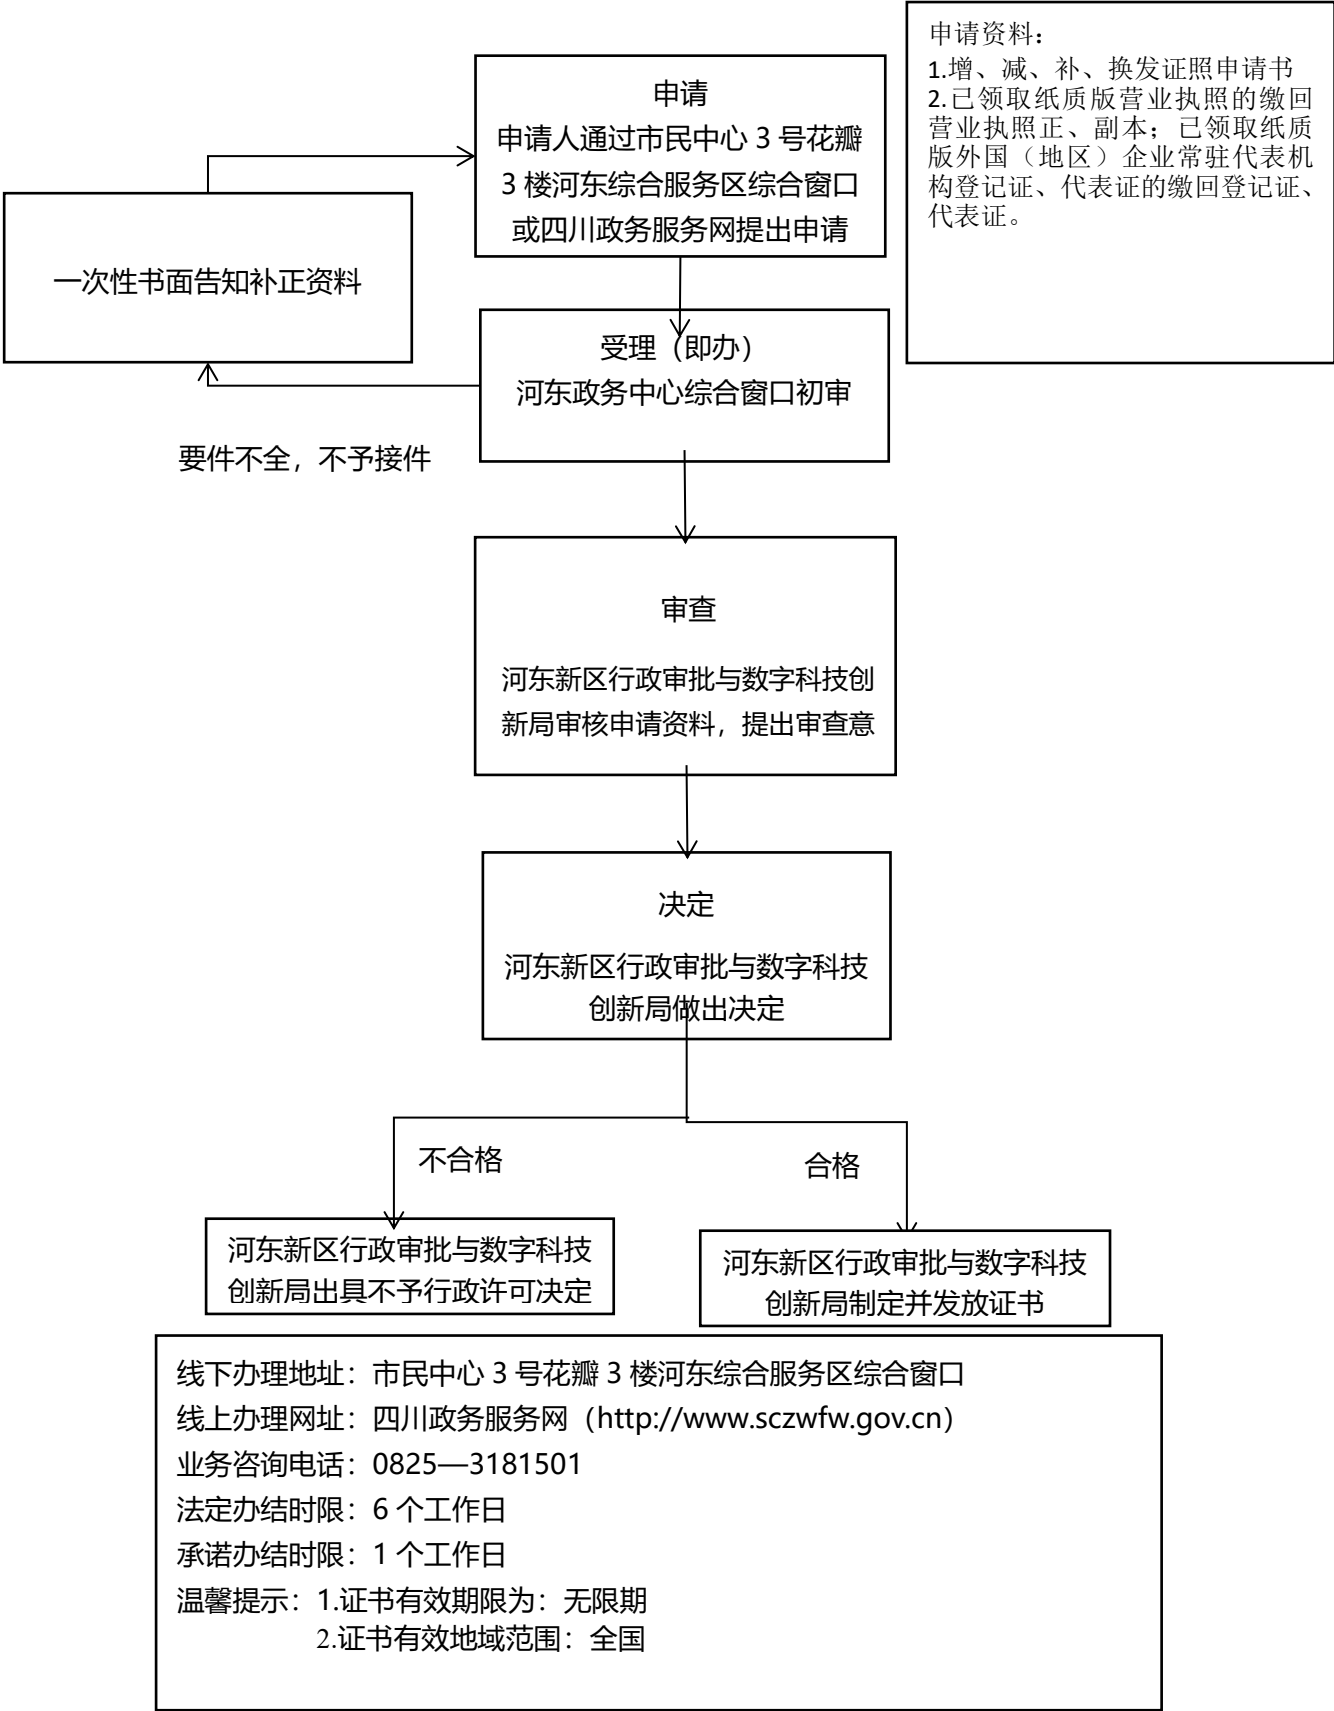 申请资料：
1.增、减、补、换发证照申请书
2.已领取纸质版营业执照的缴回
营业执照正、副本；已领取纸质
版外国（地区）企业常驻代表机
构登记证、代表证的缴回登记证、
代表证。
申请
申请人通过市民中心 3 号花瓣
3 楼河东综合服务区综合窗口
或四川政务服务网提出申请
一次性书面告知补正资料
受理（即办）
河东政务中心综合窗口初审
要件不全，不予接件
审查
河东新区行政审批与数字科技创
新局审核申请资料，提出审查意
决定
河东新区行政审批与数字科技
创新局做出决定
不合格
合格
河东新区行政审批与数字科技
创新局出具不予行政许可决定
河东新区行政审批与数字科技
创新局制定并发放证书
线下办理地址：市民中心 3 号花瓣 3 楼河东综合服务区综合窗口
线上办理网址：四川政务服务网（http://www.sczwfw.gov.cn）
业务咨询电话：0825—3181501
法定办结时限：6 个工作日
承诺办结时限：1 个工作日
温馨提示：1.证书有效期限为：无限期
2.证书有效地域范围：全国